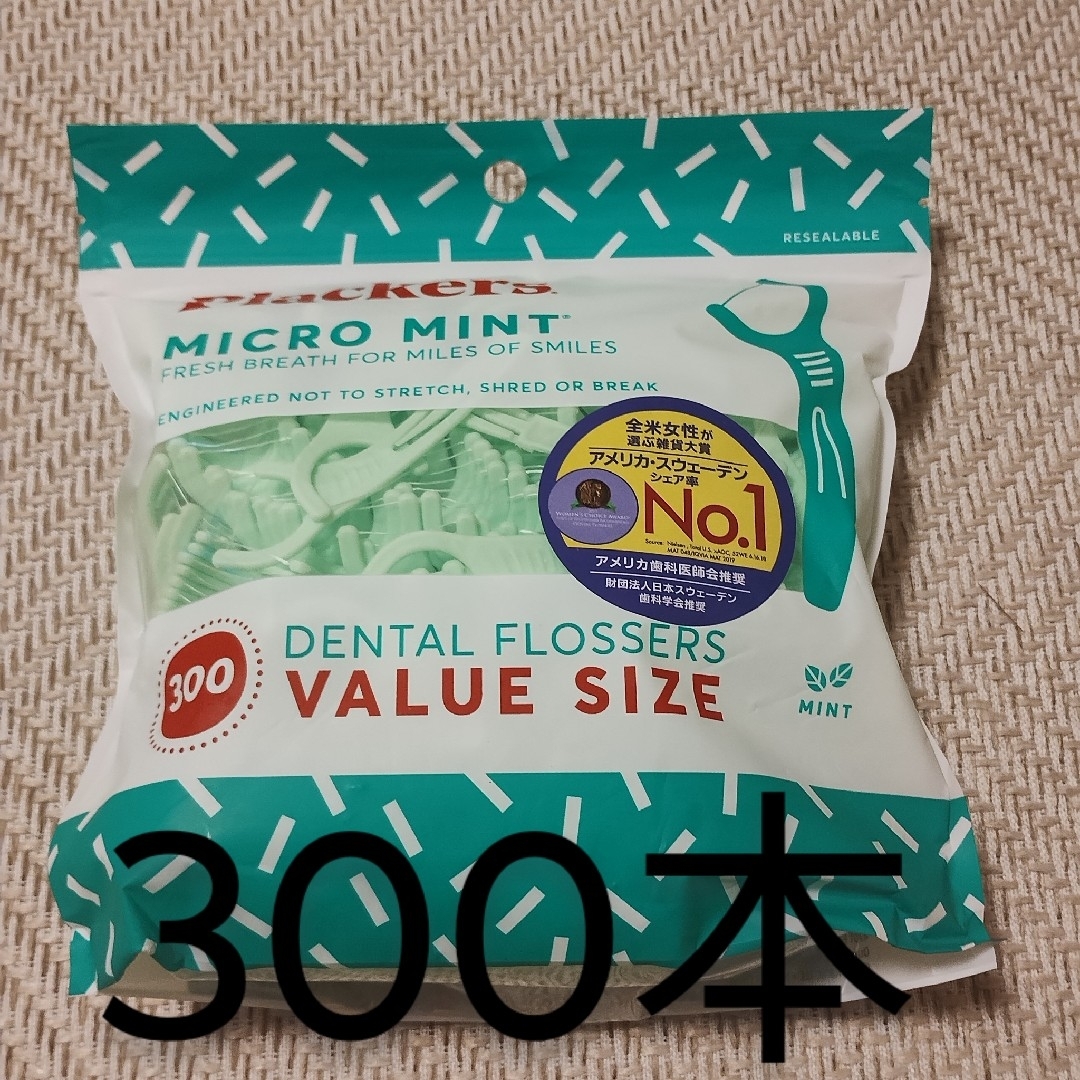 RESEALABLE
Plackers.
MICRO MINT®
FRESH BREATH FOR MILES OF SMILES
ENGINEERED NOT TO STRETCH, SHRED OR BREAK
全米女性が
選ぶ雑貨大賞
アメリカ・スウェーデン
シェア率
No.1
WOMEN'S CHOICE AWARD
アメリカ歯科医師会推奨
財団法人日本スウェーデン
歯科学会推奨
300
DENTAL FLOSSERS
VALUE SIZE
MINT
300本